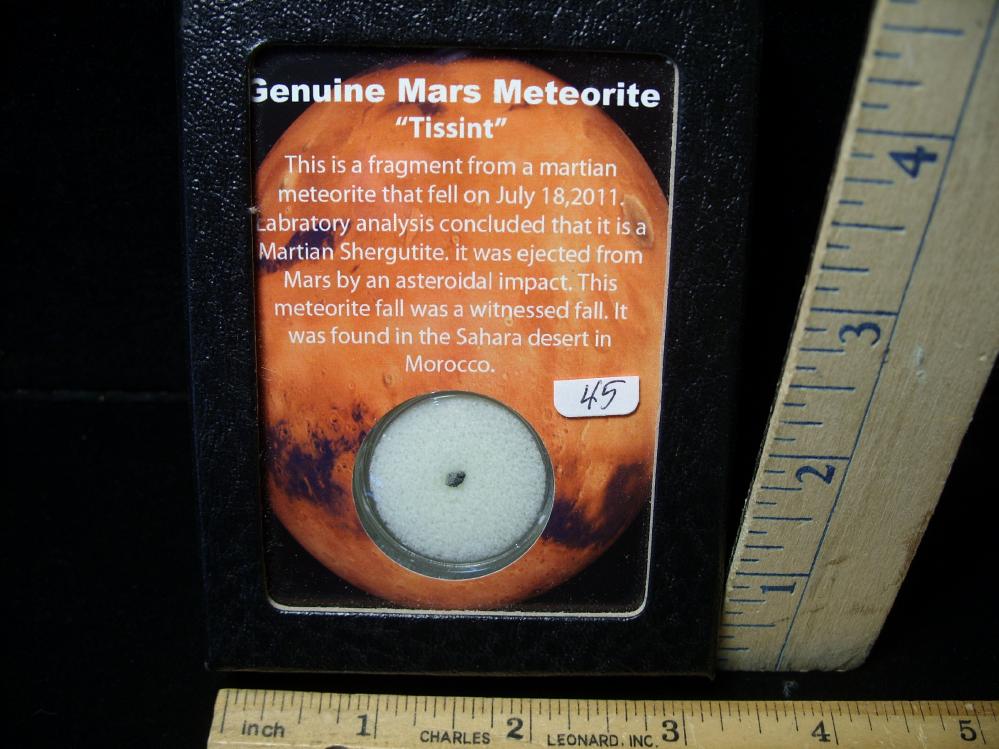 Genuine Mars Meteorite
“Tissint”
This is a fragment from a martian
meteorite that fell on July 18,2011.
Labratory analysis concluded that it is a
Martian Shergutite. it was ejected from
Mars by an asteroidal impact. This
meteorite fall was a witnessed fall. It
was found in the Sahara desert in
Morocco.
45
4
3
2
1
inch 1 2 3 4 5
CHARLES LEONARD, INC.